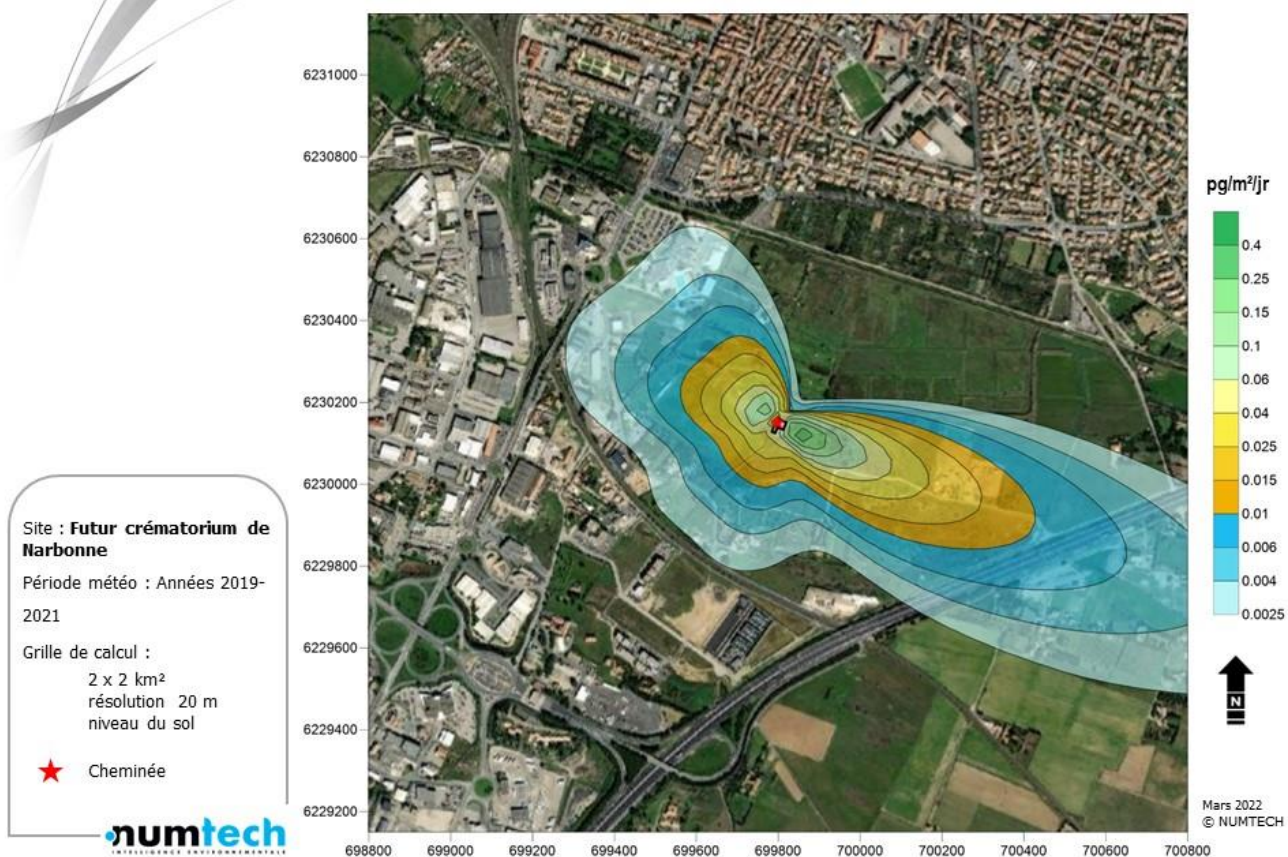 6231000
6230800
6230600
6230400
6230200
6230000
6229800
6229600
6229400
6229200
698800 699000 699200 699400 699600 699800 700000 700200 700400 700600 700800
pg/m²/jr
0.4
0.25
0.15
0.1
0.06
0.04
0.025
0.015
0.01
0.006
0.004
0.0025
N
Mars 2022
© NUMTECH
Site : Futur crématorium de
Narbonne
Période météo : Années 2019-
2021
Grille de calcul :
2 x 2 km²
résolution 20 m
niveau du sol
Cheminée
numtech
INTELLIGENCE ENVIRONNEMENTALE